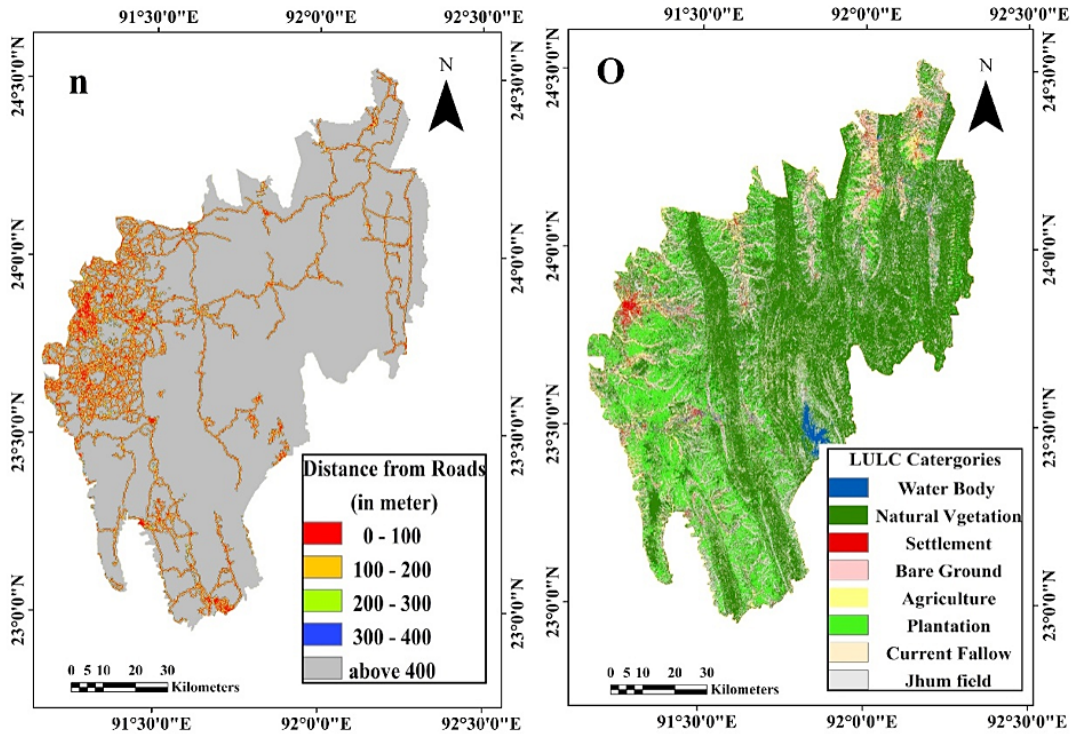 91°30'0"E 92°0'0"E 92°30'0"E
n
N
24°30'0"N
24°0'0"N
23°30'0"N
23°0'0"N
24°30'0"N
24°0'0"N
23°30'0"N
23°0'0"N
Distance from Roads
(in meter)
0 - 100
100 - 200
200 - 300
300 - 400
above 400
0 5 10 20 30
Kilometers
91°30'0"E 92°0'0"E 92°30'0"E
91°30'0"E 92°0'0"E 92°30'0"E
O
N
24°30'0"N
24°0'0"N
23°30'0"N
23°0'0"N
24°30'0"N
24°0'0"N
23°30'0"N
23°0'0"N
LULC Catergories
Water Body
Natural Vgetation
Settlement
Bare Ground
Agriculture
Plantation
Current Fallow
Jhum field
0 5 10 20 30
Kilometers
91°30'0"E 92°0'0"E 92°30'0"E